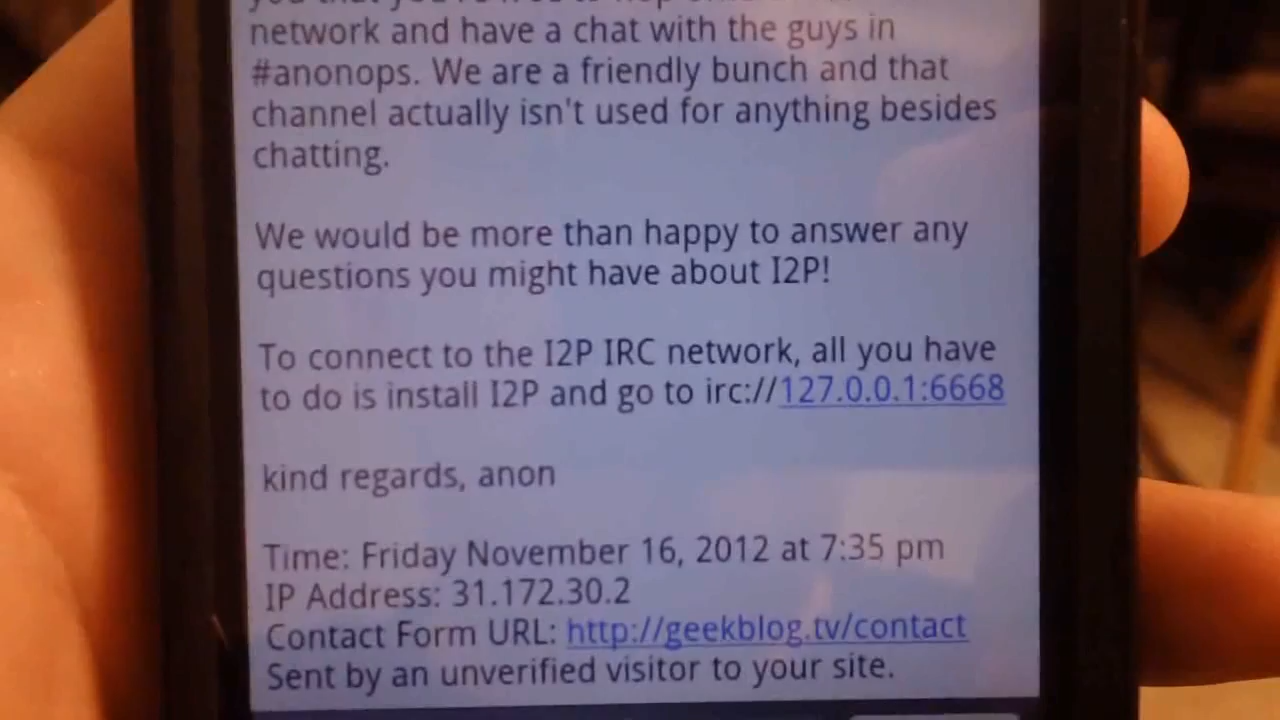 network and have a chat with the guys in
#anonops. We are a friendly bunch and that
channel actually isn't used for anything besides
chatting.
We would be more than happy to answer any
questions you might have about I2P!
To connect to the I2P IRC network, all you have
to do is install I2P and go to irc://127.0.0.1:6668
kind regards, anon
Time: Friday November 16, 2012 at 7:35 pm
IP Address: 31.172.30.2
Contact Form URL: http://geekblog.tv/contact
Sent by an unverified visitor to your site.